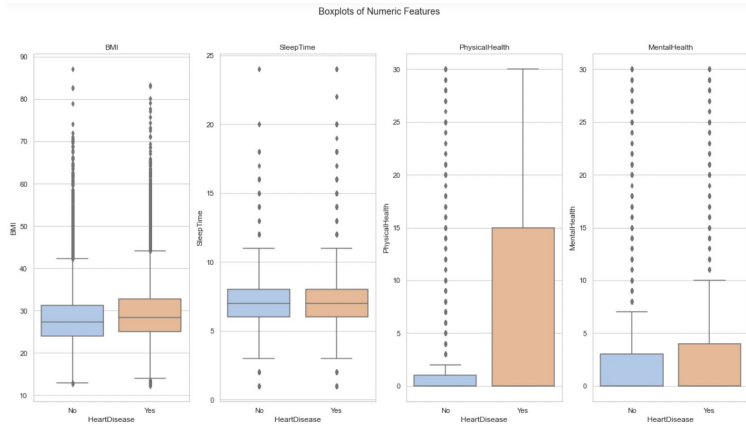 Boxplots of Numeric Features
BMI
90
80
70
60
50
40
30
20
10
BMI
No
Yes
HeartDisease
SleepTime
25
20
15
10
5
0
SleepTime
No
Yes
HeartDisease
PhysicalHealth
30
25
20
15
10
5
0
PhysicalHealth
No
Yes
HeartDisease
MentalHealth
30
25
20
15
10
5
0
MentalHealth
No
Yes
HeartDisease